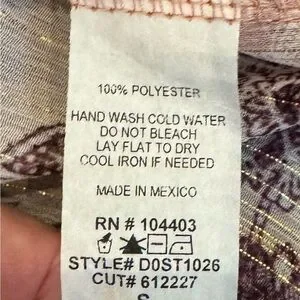 100% POLYESTER
HAND WASH COLD WATER
DO NOT BLEACH
LAY FLAT TO DRY
COOL IRON IF NEEDED
MADE IN MEXICO
RN # 104403
STYLE# D0ST1026
CUT# 612227
S